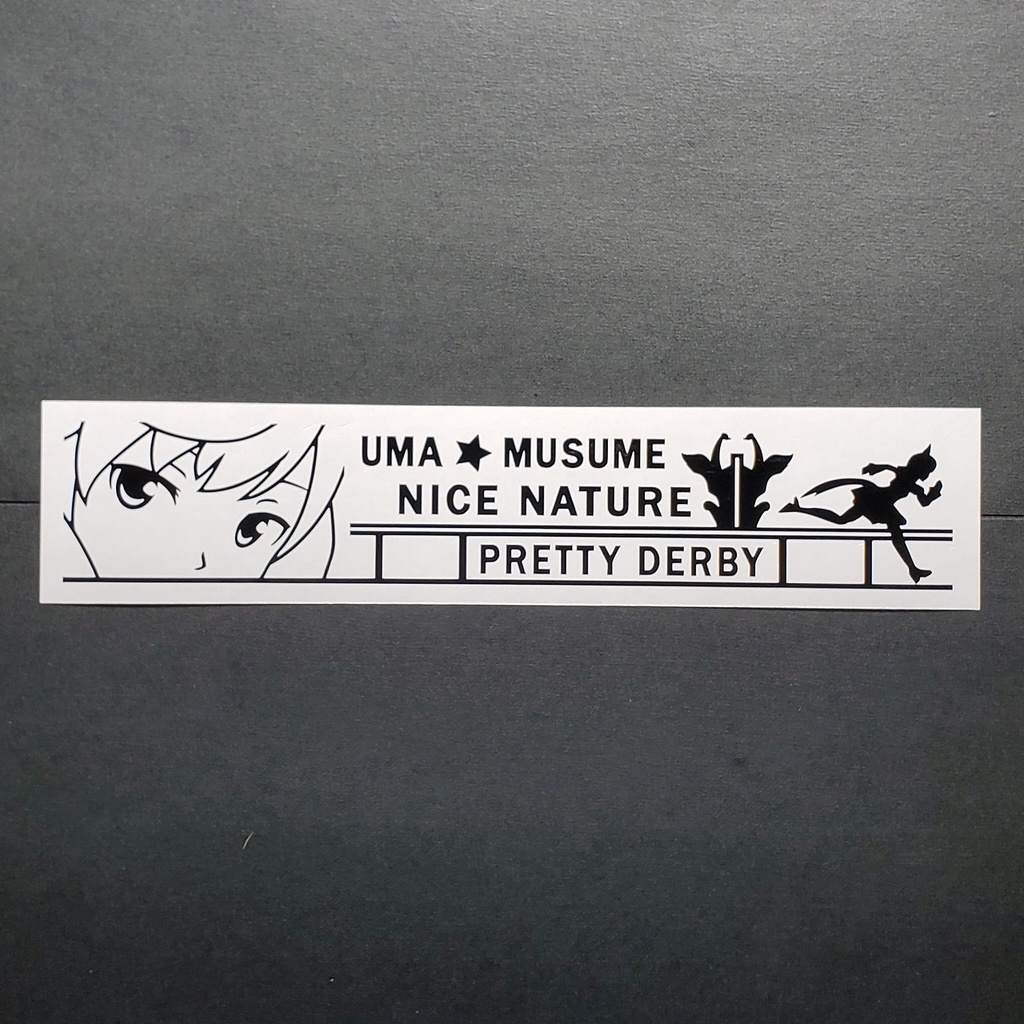 UMA ★ MUSUME
NICE NATURE
PRETTY DERBY